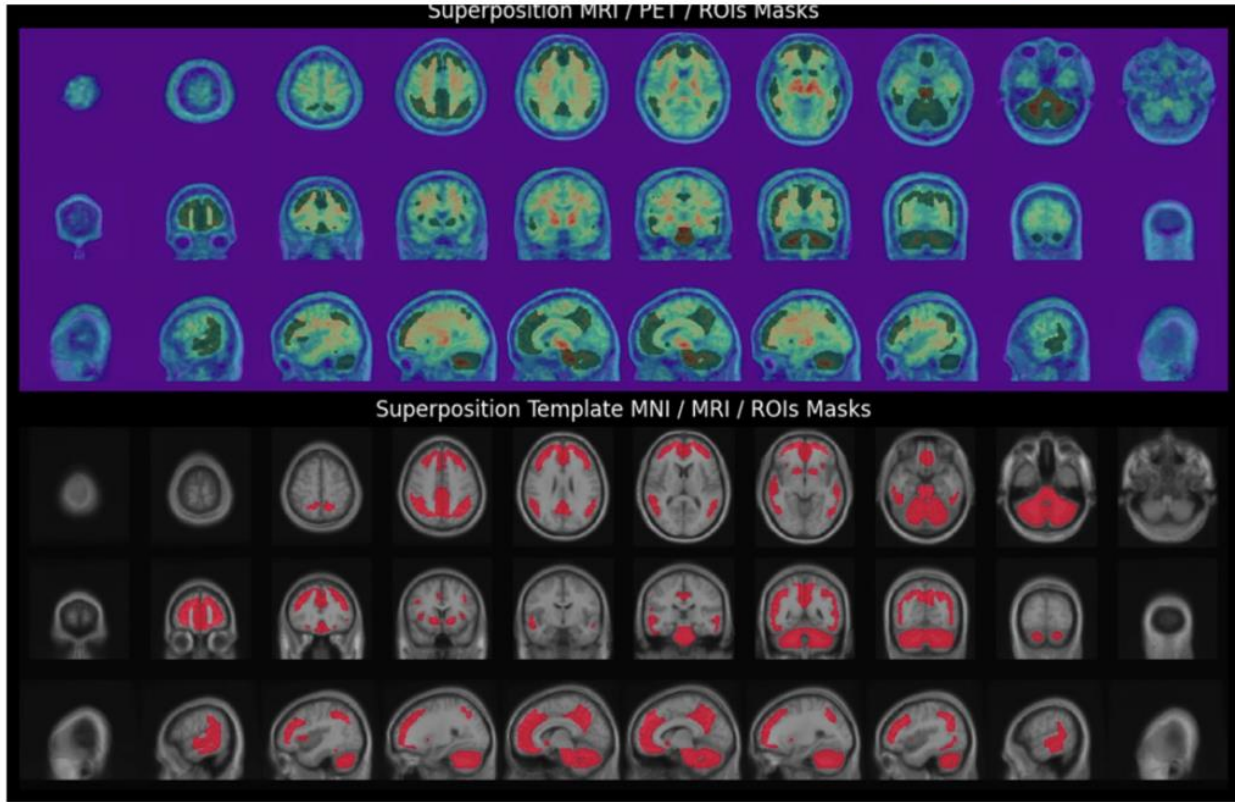 Superposition MRI / PET / ROIs Masks
Superposition Template MNI / MRI / ROIs Masks